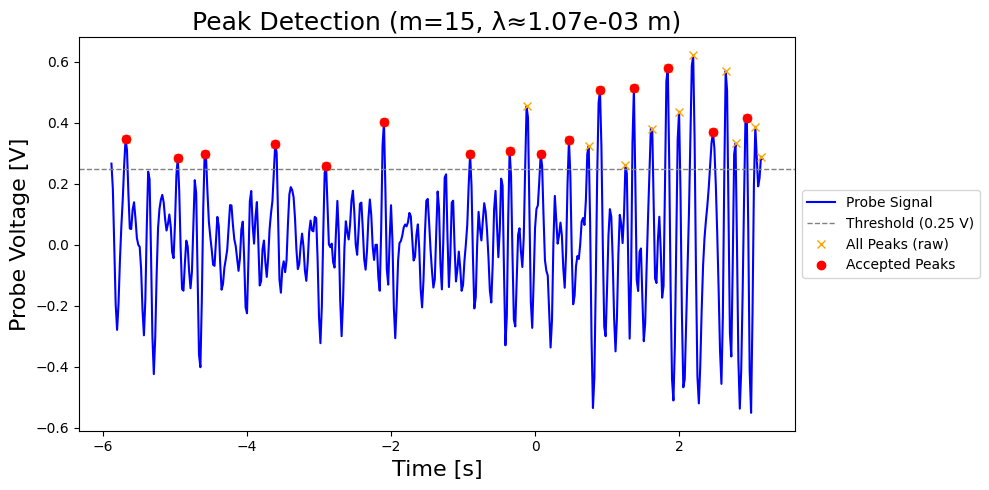 Peak Detection (m=15, λ≈1.07e-03 m)
Probe Voltage [V]
0.6
0.4
0.2
0.0
−0.2
−0.4
−0.6
−6
−4
−2
0
2
Time [s]
Probe Signal
Threshold (0.25 V)
All Peaks (raw)
Accepted Peaks